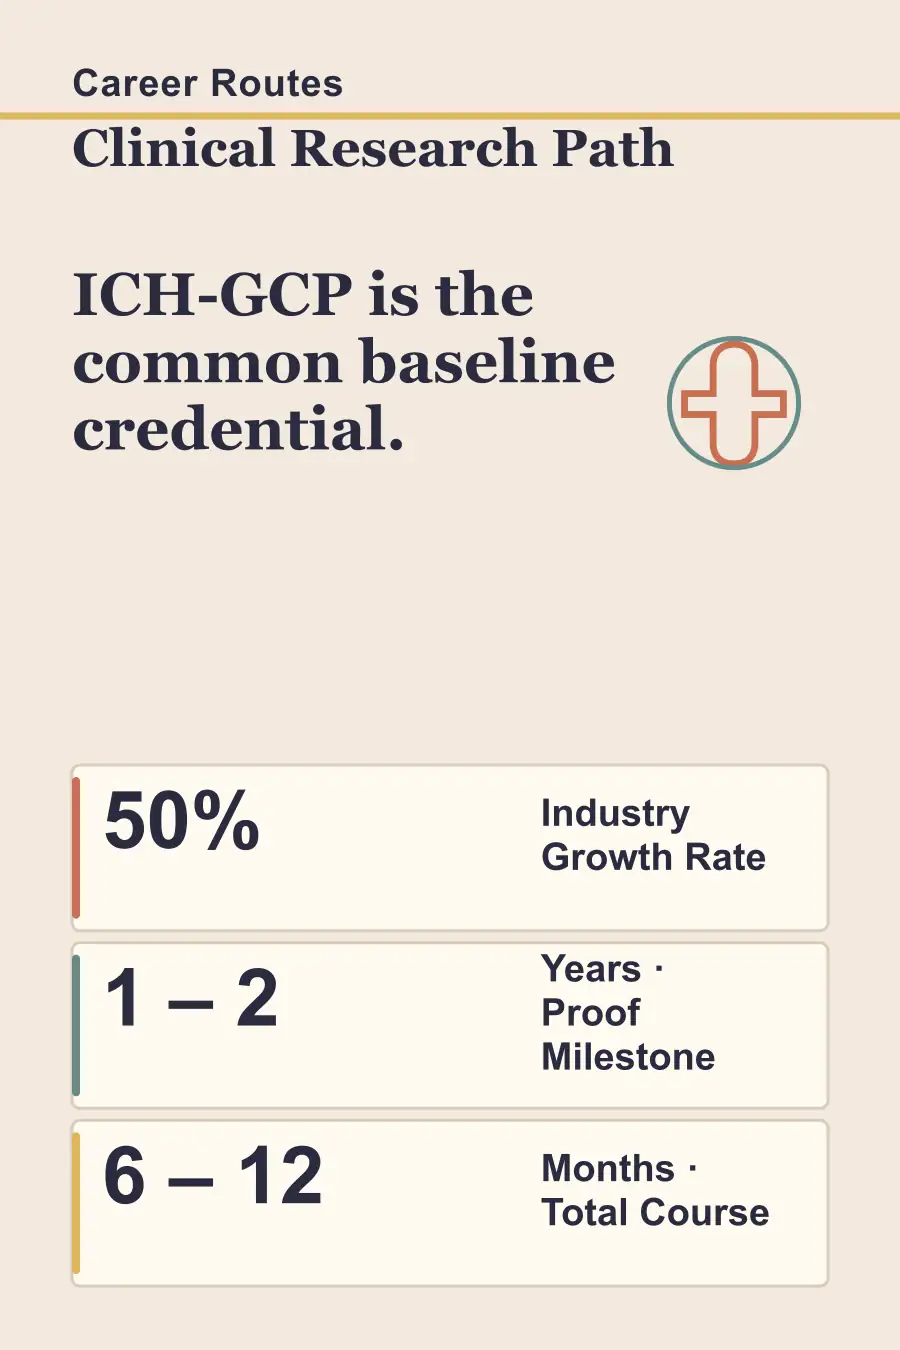 Career Routes
Clinical Research Path
ICH-GCP is the
common baseline
credential.
50%
Industry
Growth Rate
1 – 2
Years ·
Proof
Milestone
6 – 12
Months ·
Total Course